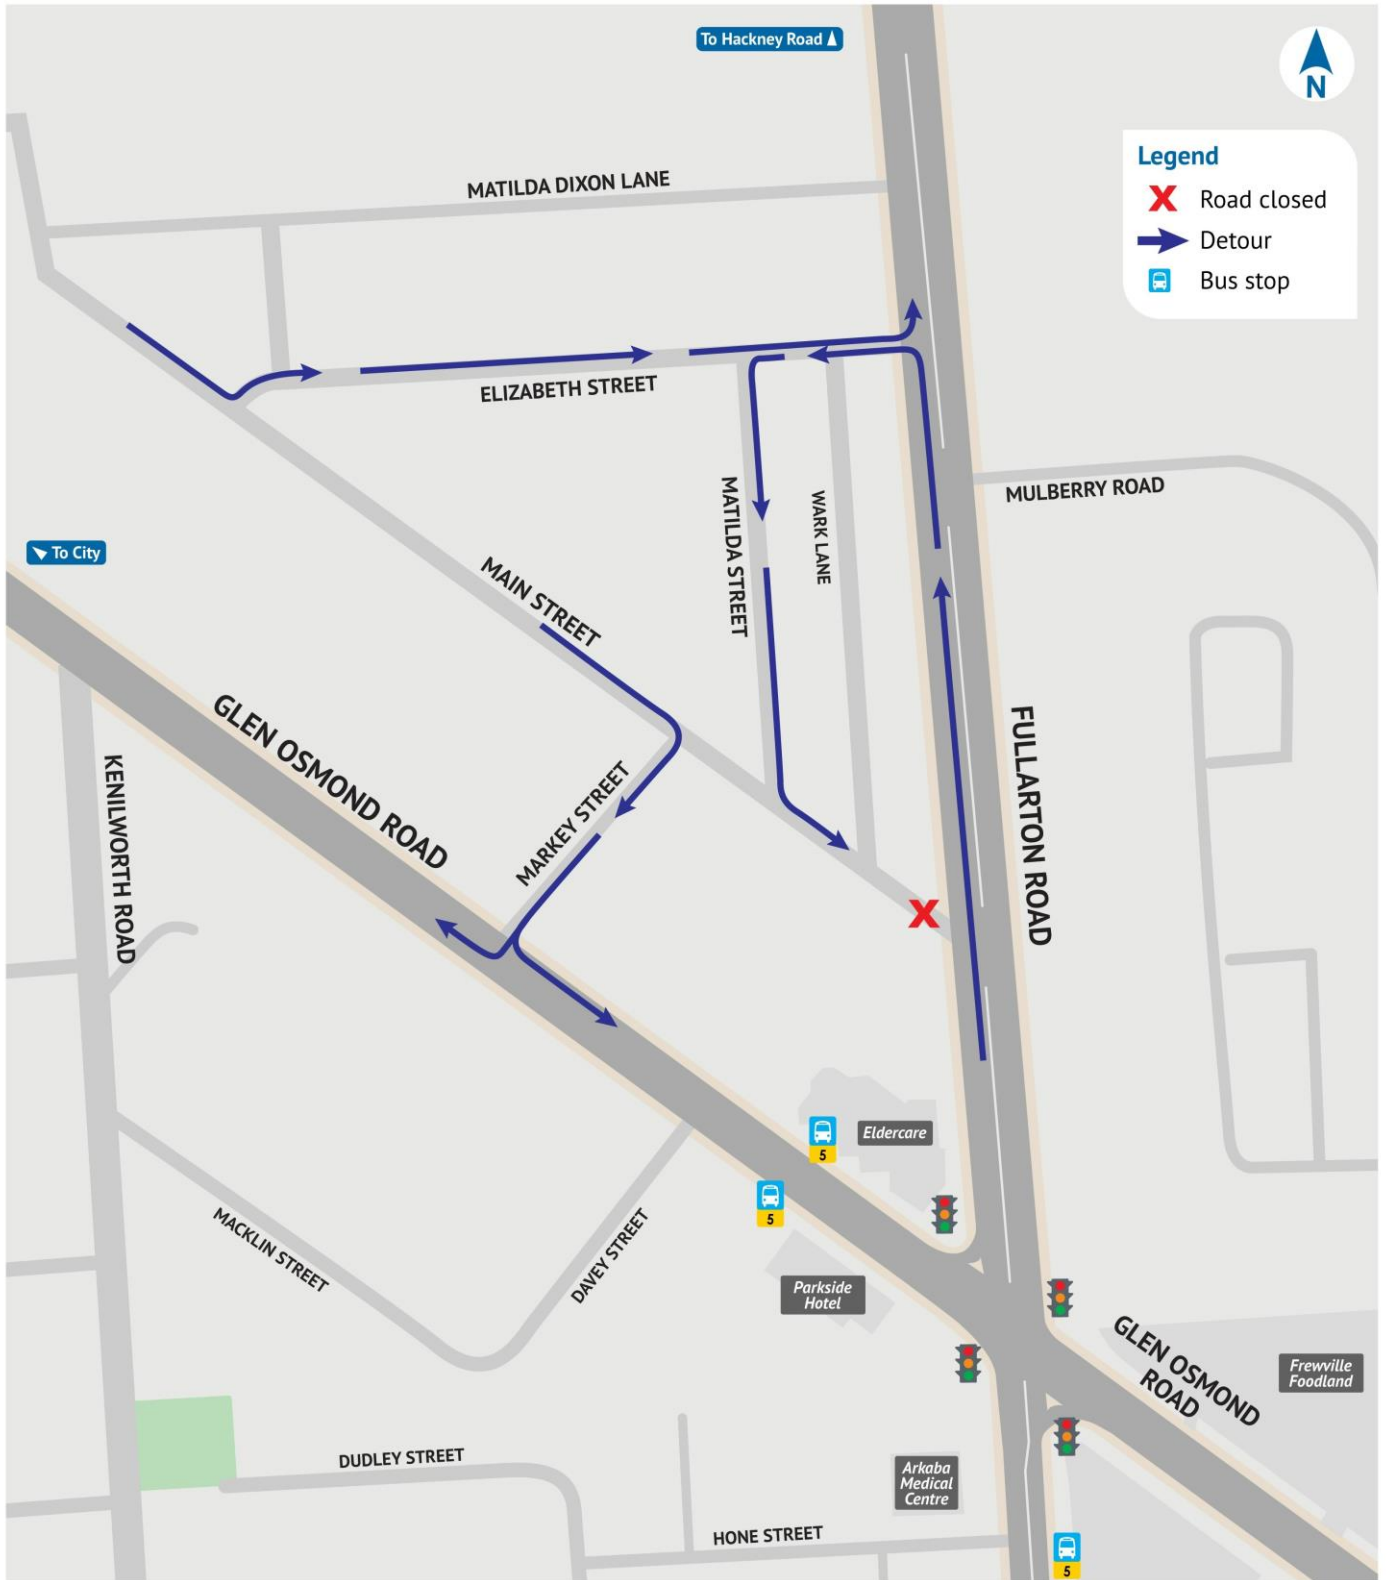 To Hackney Road
N
Legend
Road closed
Detour
Bus stop
MATILDA DIXON LANE
ELIZABETH STREET
MULBERRY ROAD
MATILDA STREET
WARK LANE
To City
MAIN STREET
GLEN OSMOND ROAD
FULLARTON ROAD
KENILWORTH ROAD
MARKEY STREET
Eldercare
5
5
MACKLIN STREET
DAVEY STREET
Parkside
Hotel
GLEN OSMOND
ROAD
Frewville
Foodland
DUDLEY STREET
Arkaba
Medical
Centre
HONE STREET
5